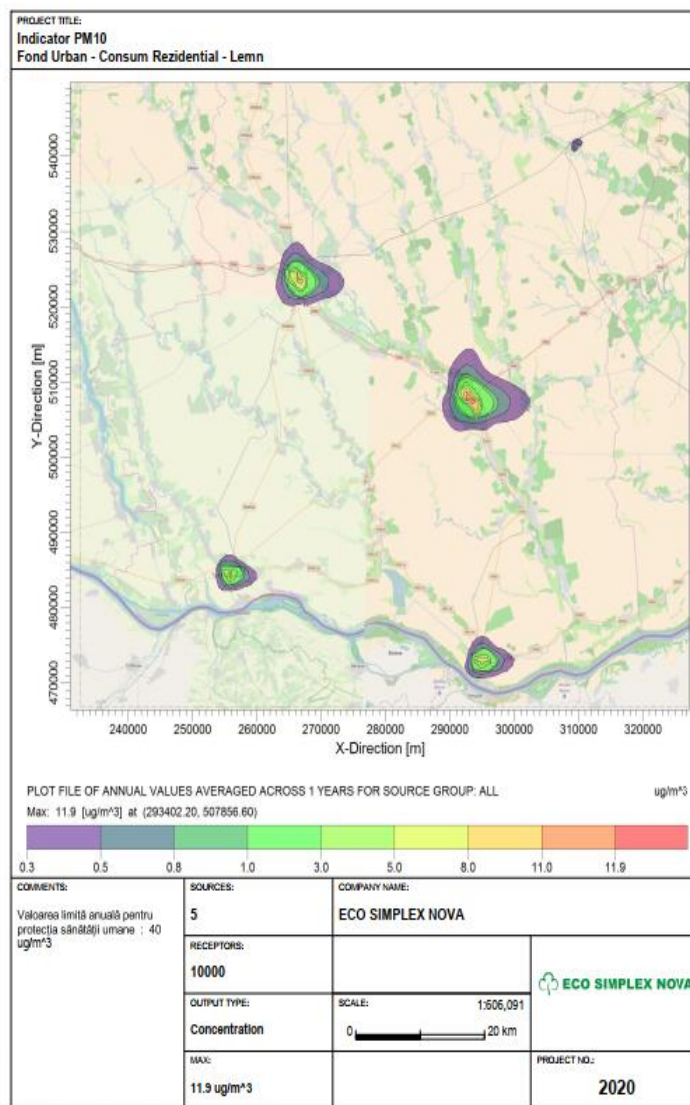 PROJECT TITLE:
Indicator PM10
Fond Urban - Consum Rezidential - Lemn
Y-Direction [m]
540000
530000
520000
510000
500000
490000
480000
470000
240000 250000 260000 270000 280000 290000 300000 310000 320000
X-Direction [m]
PLOT FILE OF ANNUAL VALUES AVERAGED ACROSS 1 YEARS FOR SOURCE GROUP: ALL ug/m^3
Max: 11.9 [ug/m^3] at (293402.20, 507856.60)
0.3 0.5 0.8 1.0 3.0 5.0 8.0 11.0 11.9
COMMENTS:
Valoarea limită anuală pentru
protecția sănătății umane : 40
ug/m^3
SOURCES:
5
COMPANY NAME:
ECO SIMPLEX NOVA
RECEPTORS:
10000
OUTPUT TYPE:
Concentration
SCALE: 1:606,091
0 20 km
ECO SIMPLEX NOVA
MAX:
11.9 ug/m^3
PROJECT NO.:
2020